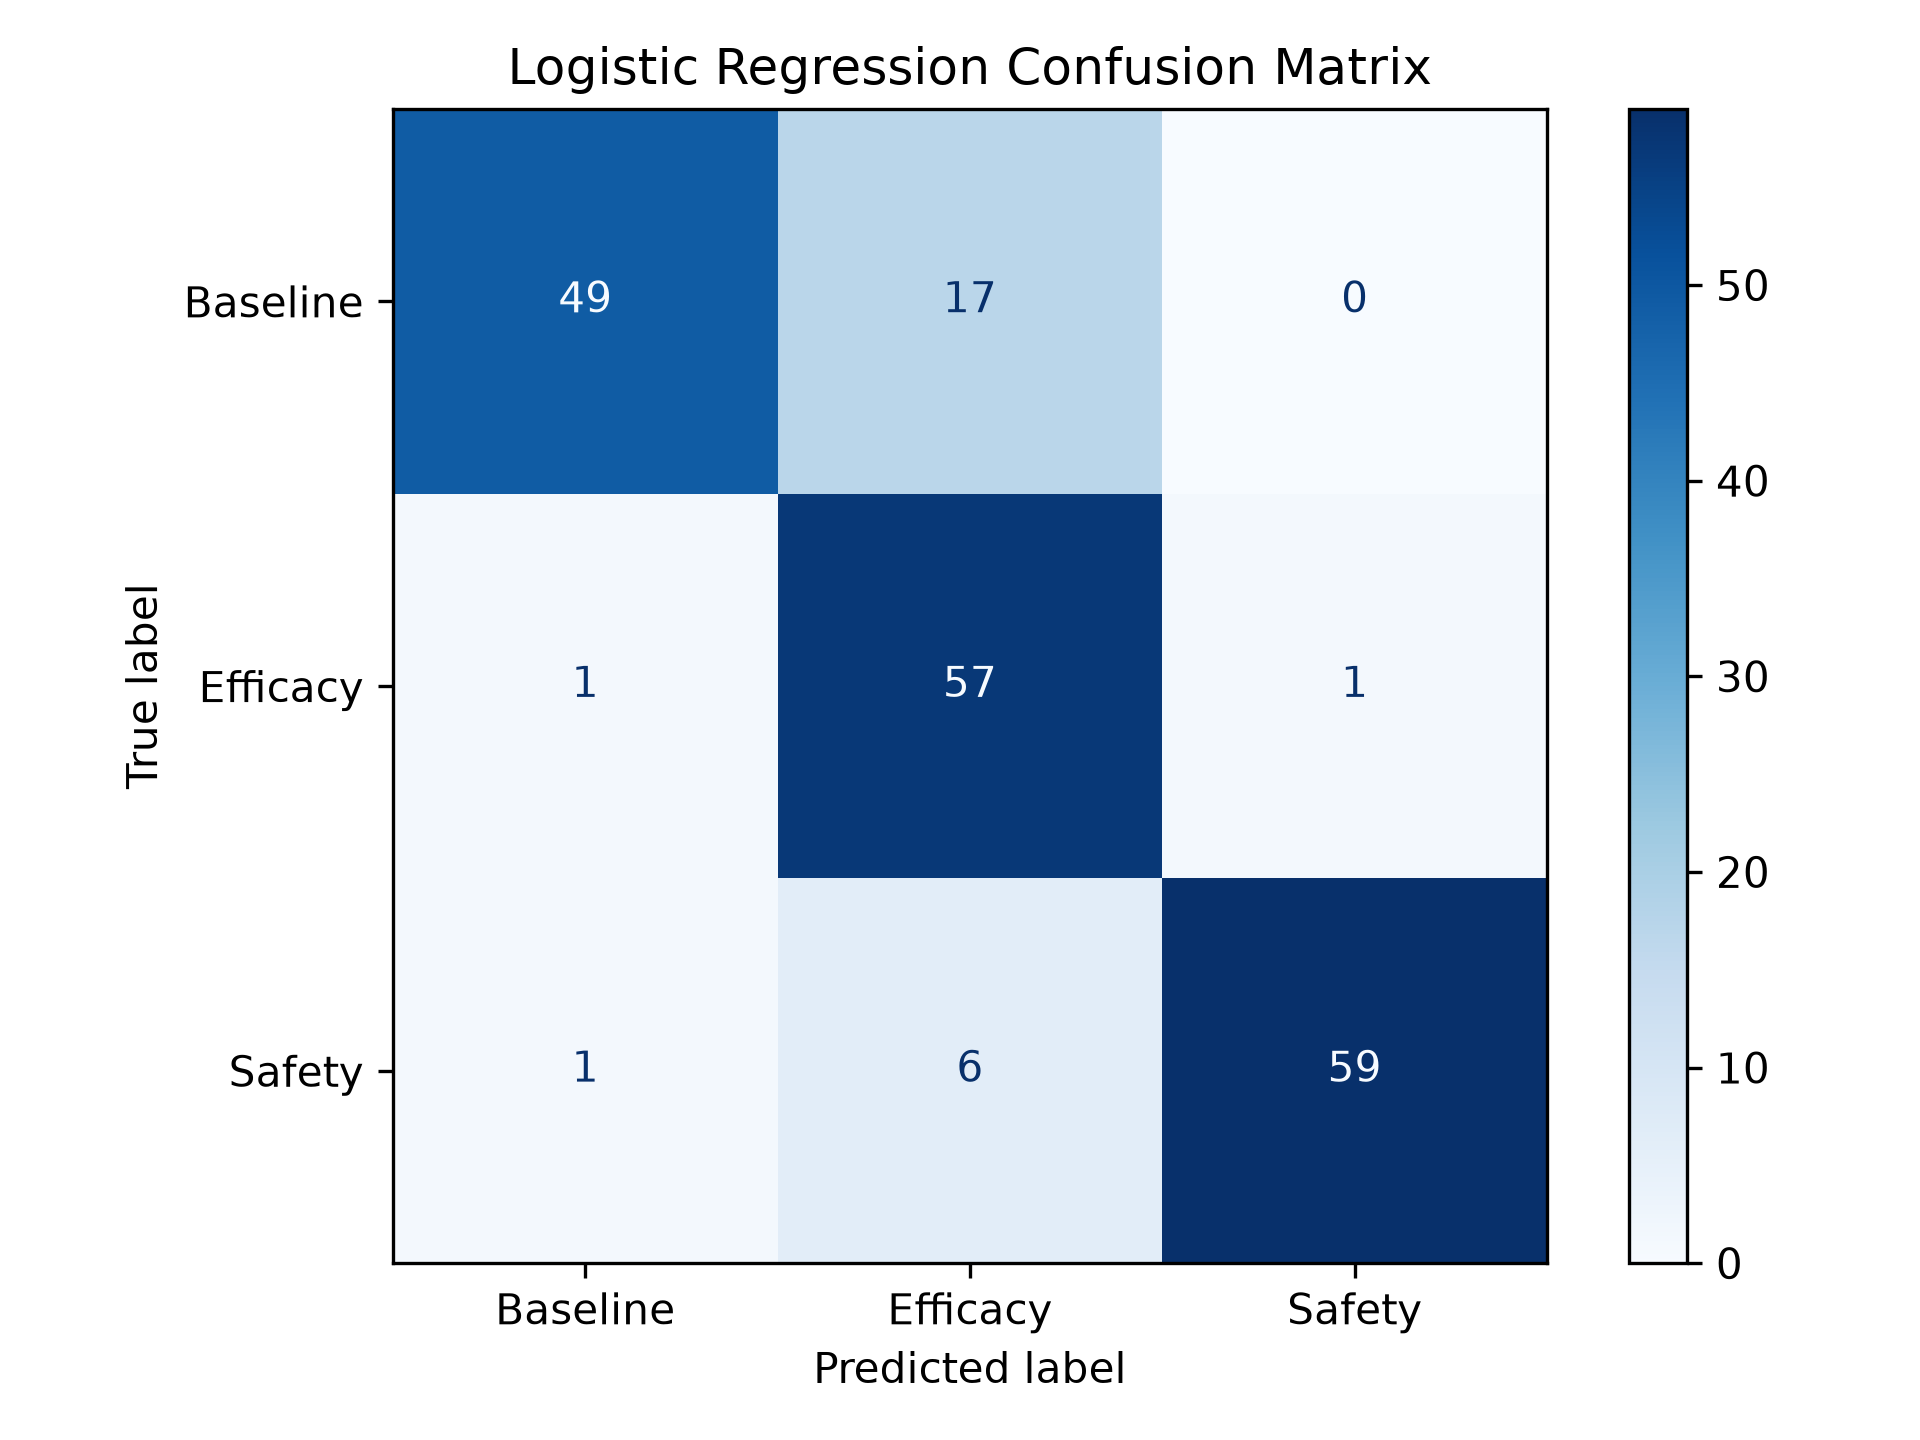 Logistic Regression Confusion Matrix
Baseline 49 17 0
Efficacy 1 57 1
Safety 1 6 59
True label
Baseline Efficacy Safety
Predicted label
50
40
30
20
10
0